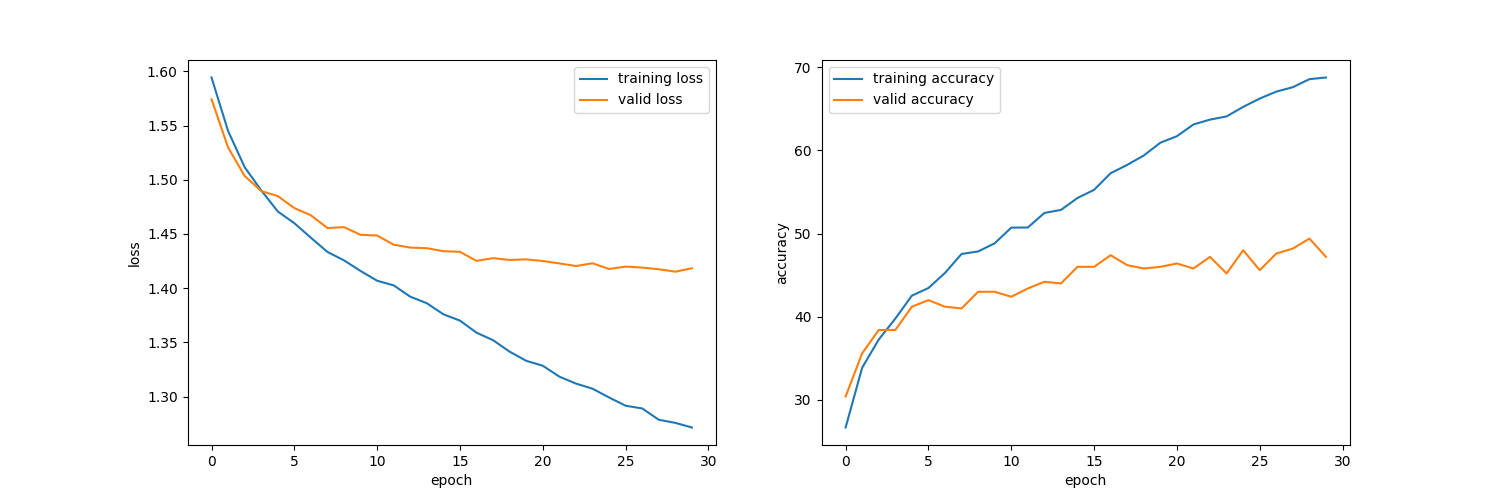 1.60
1.55
1.50
1.45
1.40
1.35
1.30
loss
0 5 10 15 20 25 30
epoch
training loss
valid loss
70
60
50
40
30
accuracy
0 5 10 15 20 25 30
epoch
training accuracy
valid accuracy